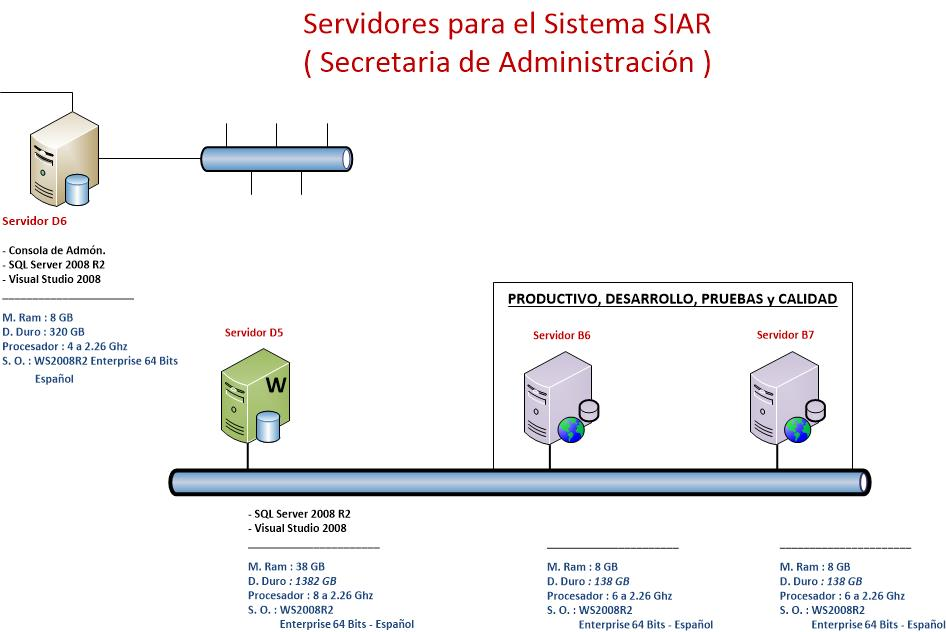 Servidores para el Sistema SIAR
( Secretaria de Administración )
Servidor D6
- Consola de Admón.
- SQL Server 2008 R2
- Visual Studio 2008
M. Ram : 8 GB
D. Duro : 320 GB
Procesador : 4 a 2.26 Ghz
S. O. : WS2008R2 Enterprise 64 Bits
Español
PRODUCTIVO, DESARROLLO, PRUEBAS y CALIDAD
Servidor D5
Servidor B6
Servidor B7
W
- SQL Server 2008 R2
- Visual Studio 2008
M. Ram : 38 GB
D. Duro : 1382 GB
Procesador : 8 a 2.26 Ghz
S. O. : WS2008R2
Enterprise 64 Bits - Español
M. Ram : 8 GB
D. Duro : 138 GB
Procesador : 6 a 2.26 Ghz
S. O. : WS2008R2
Enterprise 64 Bits - Español
M. Ram : 8 GB
D. Duro : 138 GB
Procesador : 6 a 2.26 Ghz
S. O. : WS2008R2
Enterprise 64 Bits - Español